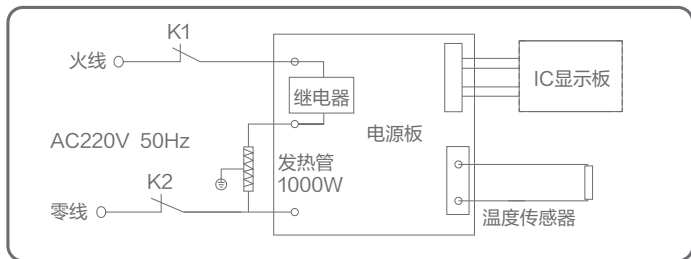 K1
火线
继电器
IC显示板
电源板
AC220V 50Hz
发热管
1000W
K2
零线
温度传感器